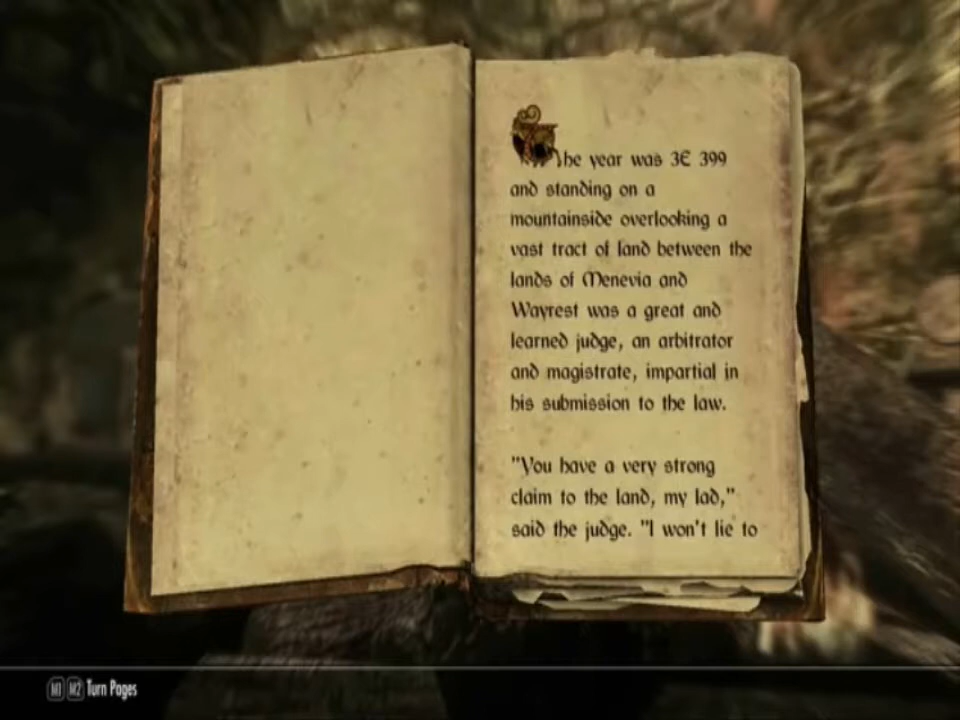 The year was 3E 399
and standing on a
mountainside overlooking a
vast tract of land between the
lands of Menevia and
Wayrest was a great and
learned judge, an arbitrator
and magistrate, impartial in
his submission to the law.
"You have a very strong
claim to the land, my lad,"
said the judge. "I won't lie to
M1 M2 Turn Pages